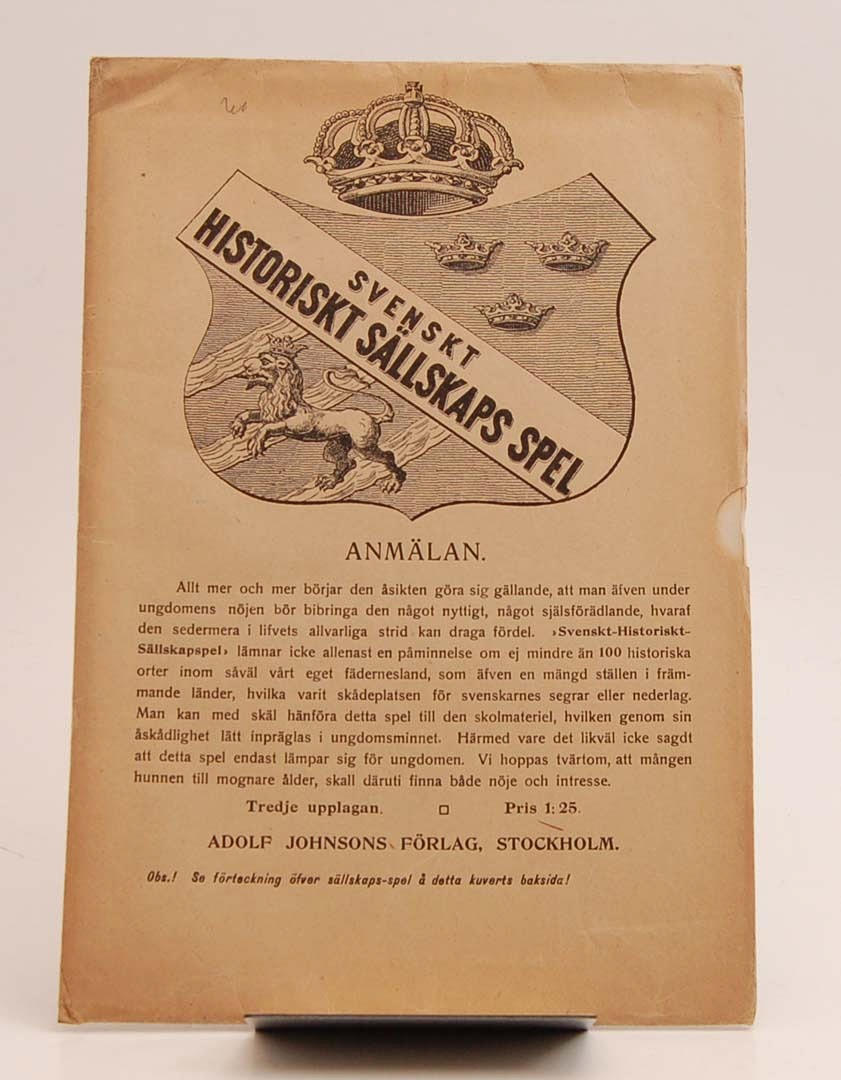 SVENSKT
HISTORISKT SÄLLSKAPS SPEL
ANMÄLAN.
Allt mer och mer börjar den åsikten göra sig gällande, att man äfven under
ungdomens nöjen bör bibringa den något nyttigt, något själsförädlande, hvaraf
den sedermera i lifvets allvarliga strid kan draga fördel. ›Svenskt-Historiskt-
Sällskapspel› lämnar icke allenast en påminnelse om ej mindre än 100 historiska
orter inom såväl vårt eget fädernesland, som äfven en mängd ställen i främ-
mande länder, hvilka varit skådeplatsen för svenskarnes segrar eller nederlag.
Man kan med skäl hänföra detta spel till den skolmateriel, hvilken genom sin
åskådlighet lätt inpräglas i ungdomsminnet. Härmed vare det likväl icke sagdt
att detta spel endast lämpar sig för ungdomen. Vi hoppas tvärtom, att mången
hunnen till mognare ålder, skall däruti finna både nöje och intresse.
Tredje upplagan. □ Pris 1: 25.
ADOLF JOHNSONS FÖRLAG, STOCKHOLM.
Obs.! Se förteckning öfver sällskaps-spel å detta kuverts baksida!